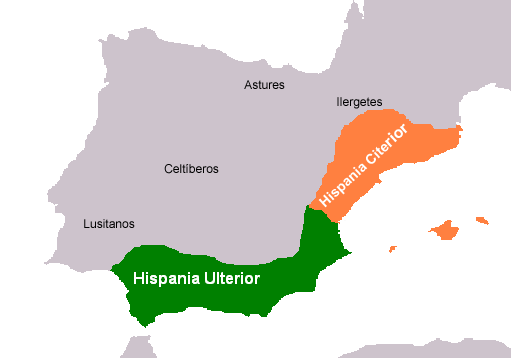 Astures
Ilergetes
Hispania Citerior
Celtíberos
Lusitanos
Hispania Ulterior